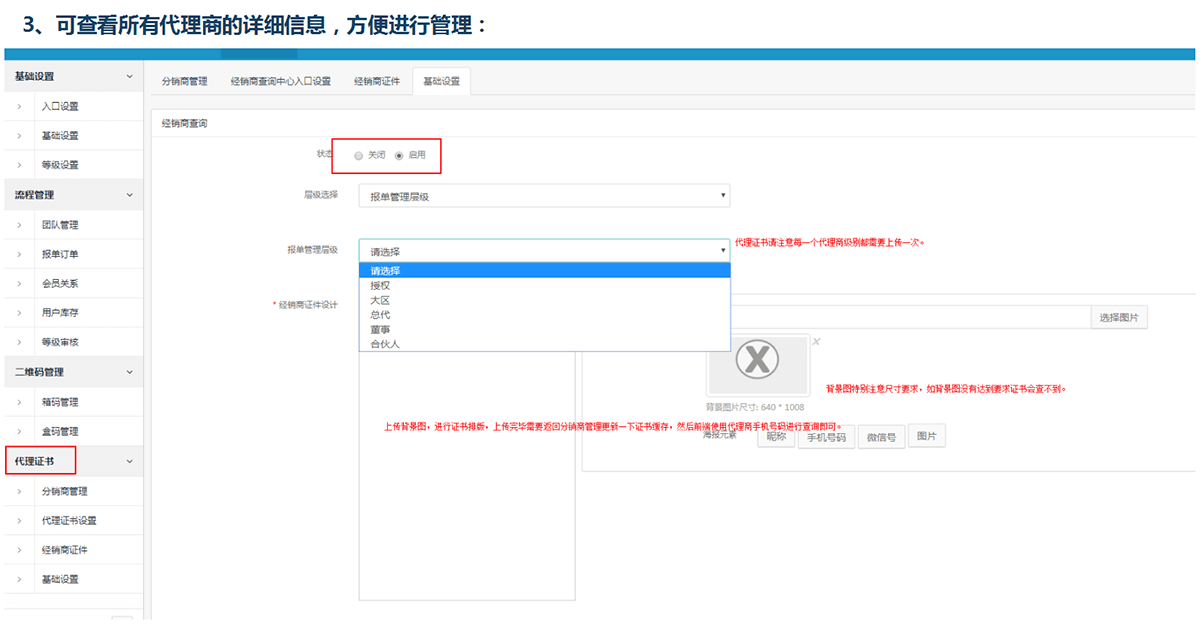 3、可查看所有代理商的详细信息，方便进行管理：
基础设置
入口设置
基础设置
等级设置
流程管理
团队管理
报单订单
会员关系
用户库存
等级审核
二维码管理
箱码管理
盒码管理
代理证书
分销商管理
代理证书设置
经销商证件
基础设置
分销商管理 经销商查询中心入口设置 经销商证件 基础设置
经销商查询
状态 关闭 启用
层级选择 报单管理层级
报单管理层级 请选择 代理证书请注意每一个代理商级别都需要上传一次。
请选择
授权
大区
总代
董事
合伙人
* 经销商证件设计
选择图片
X
背景图特别注意尺寸要求，如背景图没有达到要求证书会查不到。
背景图片尺寸: 640 * 1008
上传背景图，进行证书排版，上传完毕需要返回分销商管理更新一下证书缓存，然后前端使用代理商手机号码进行查询即可。
海报元素 昵称 手机号码 微信号 图片